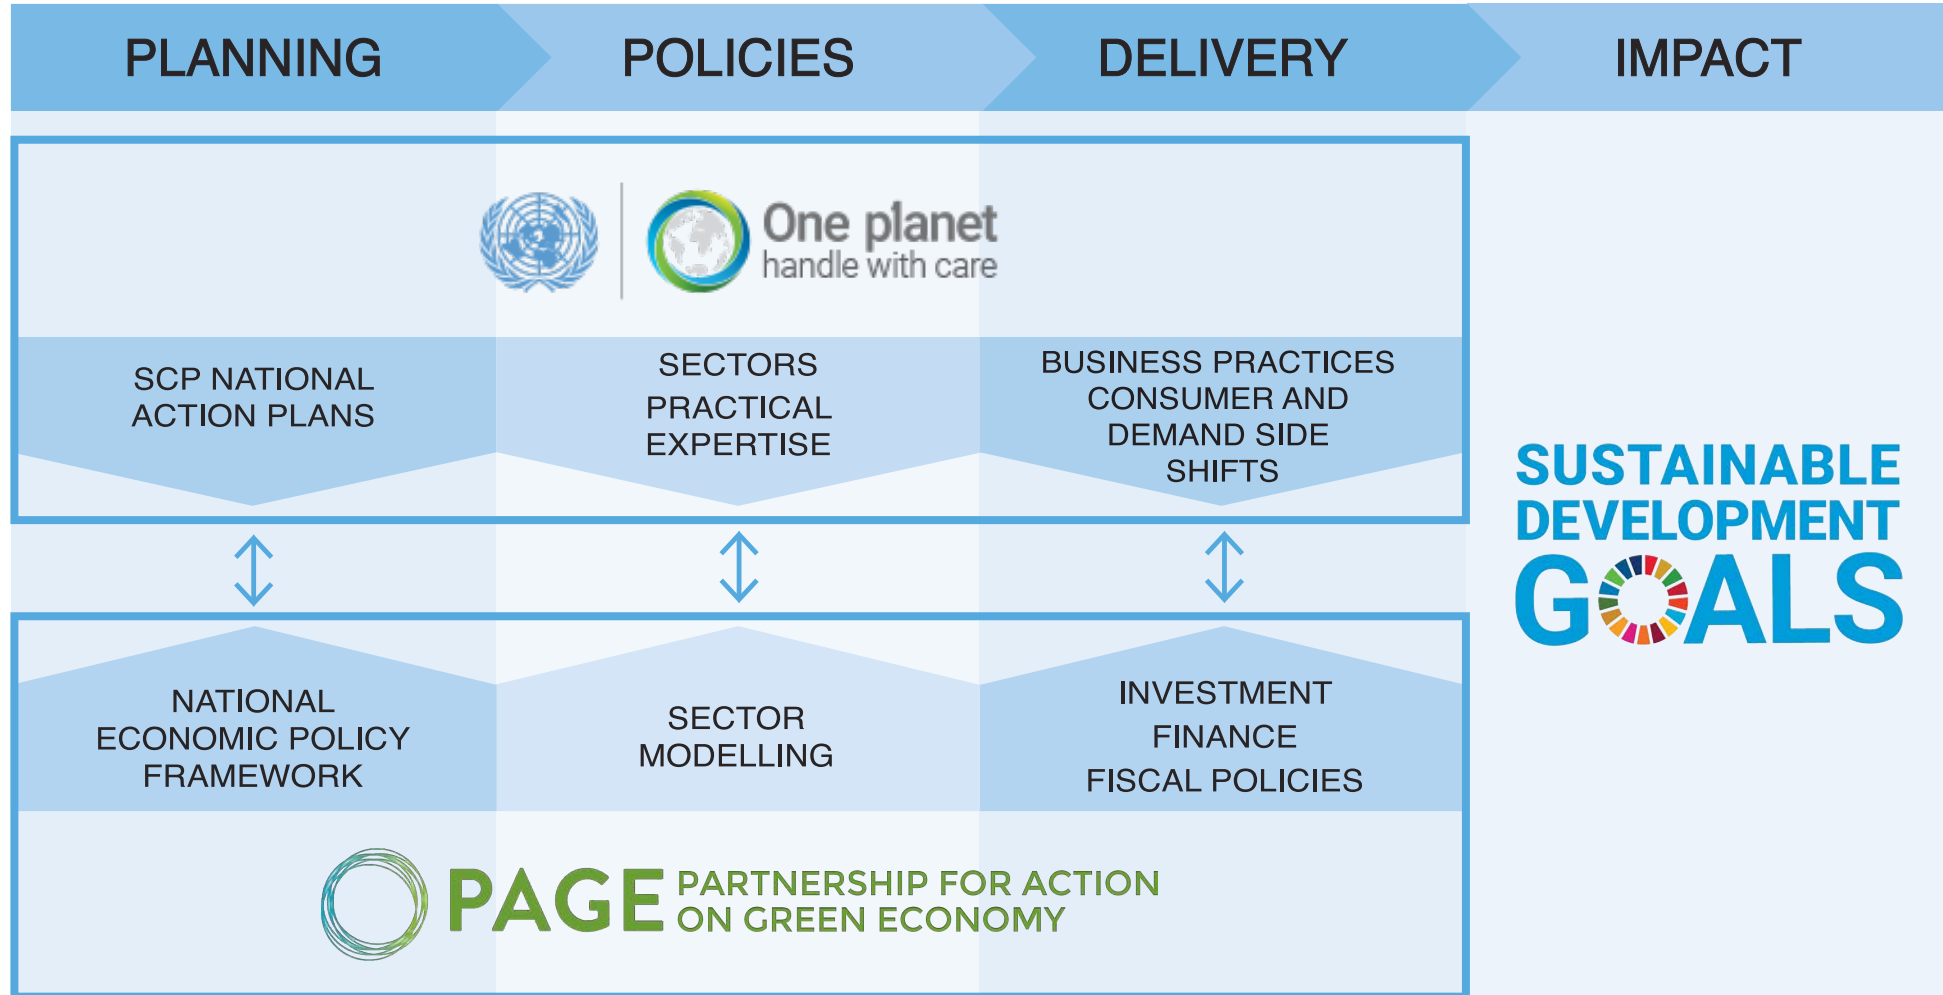 PLANNING
POLICIES
DELIVERY
IMPACT
One planet
handle with care
SCP NATIONAL
ACTION PLANS
SECTORS
PRACTICAL
EXPERTISE
BUSINESS PRACTICES
CONSUMER AND
DEMAND SIDE
SHIFTS
SUSTAINABLE
DEVELOPMENT
GOALS
NATIONAL
ECONOMIC POLICY
FRAMEWORK
SECTOR
MODELLING
INVESTMENT
FINANCE
FISCAL POLICIES
PAGE
PARTNERSHIP FOR ACTION
ON GREEN ECONOMY